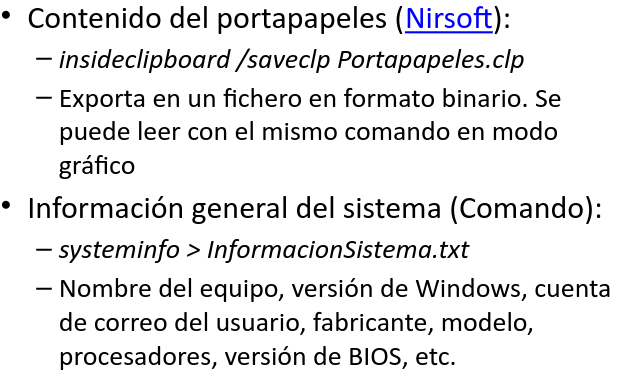 • Contenido del portapapeles (Nirsoft):
– insideclipboard /saveclp Portapapeles.clp
– Exporta en un fichero en formato binario. Se
puede leer con el mismo comando en modo
gráfico
• Información general del sistema (Comando):
– systeminfo > InformacionSistema.txt
– Nombre del equipo, versión de Windows, cuenta
de correo del usuario, fabricante, modelo,
procesadores, versión de BIOS, etc.